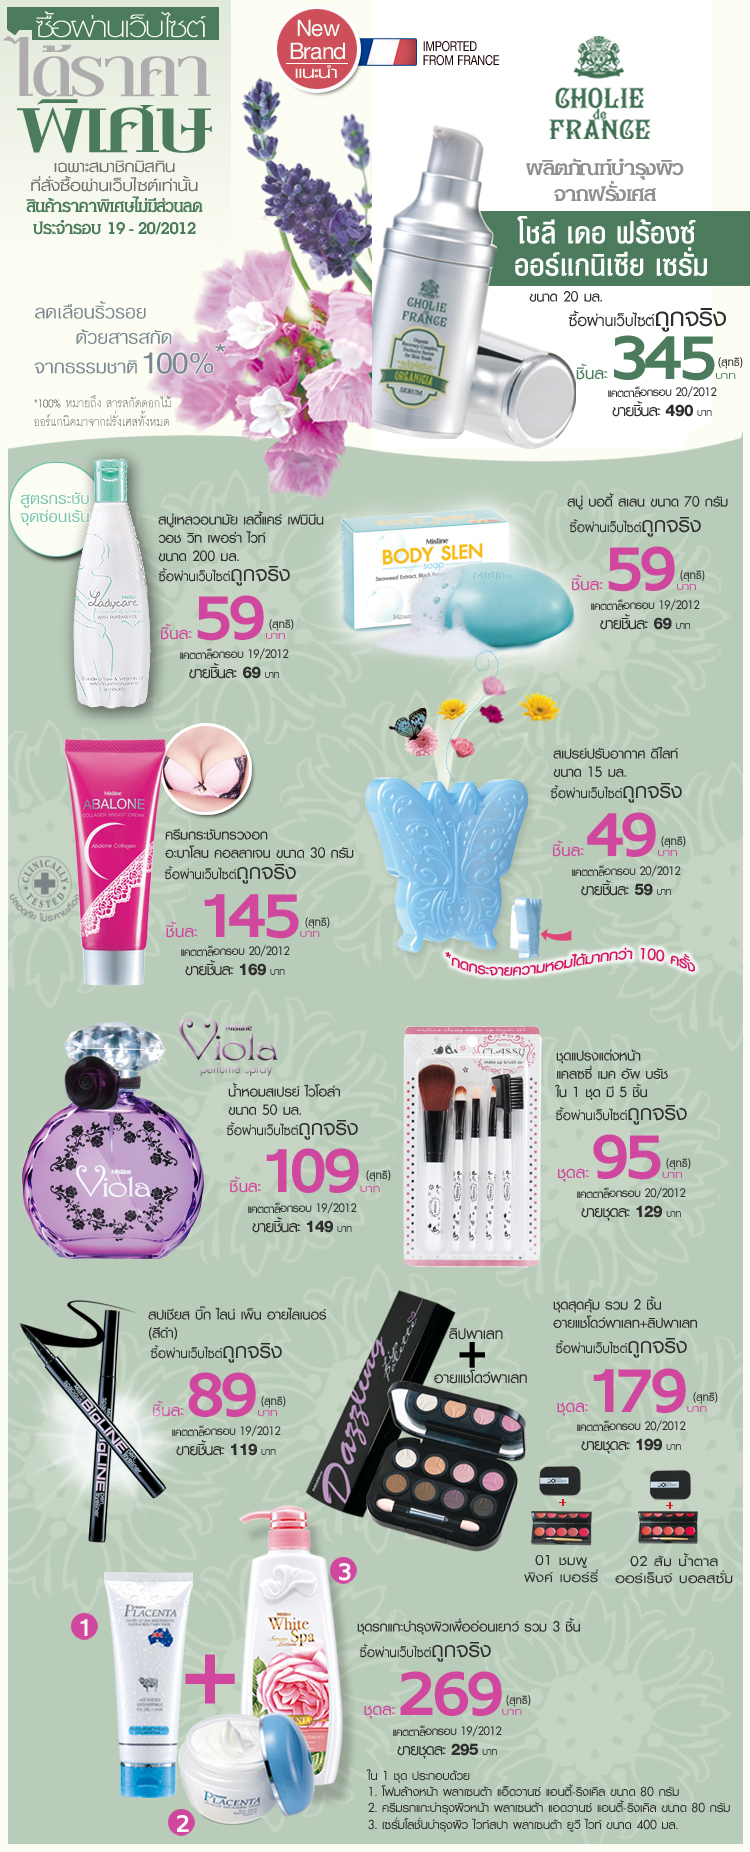 ซื้อผ่านเว็บไซต์
ได้ราคา
พิเศษ
เฉพาะสมาชิกมิสทิน
ที่สั่งซื้อผ่านเว็บไซต์เท่านั้น
สินค้าราคาพิเศษไม่มีส่วนลด
ประจำรอบ 19 - 20/2012
New
Brand
แนะนำ
IMPORTED
FROM FRANCE
CHOLIE
de
FRANCE
ผลิตภัณฑ์บำรุงผิว
จากฝรั่งเศส
โชลี เดอ ฟร้องซ์
ออร์แกนิเซีย เซรั่ม
ขนาด 20 มล.
ซื้อผ่านเว็บไซต์ถูกจริง
ชิ้นละ 345 (สุทธิ) บาท
แคตตาล็อกรอบ 20/2012
ขายชิ้นละ 490 บาท
ลดเลือนริ้วรอย
ด้วยสารสกัด
จากธรรมชาติ 100%*
*100% หมายถึง สารสกัดดอกไม้
ออร์แกนิคมาจากฝรั่งเศสทั้งหมด
CHOLIE
de
FRANCE
Organic
Recovery Complex
Exclusive Serum
for Skin Youth
ORGANICIA
SERUM
สูตรกระชับ
จุดซ่อนเร้น
Mistine
Ladycare
สบู่เหลวอนามัย เลดี้แคร์ เฟมินีน
วอช วิท เพอร่า ไวท์
ขนาด 200 มล.
ซื้อผ่านเว็บไซต์ถูกจริง
ชิ้นละ 59 (สุทธิ) บาท
แคตตาล็อกรอบ 19/2012
ขายชิ้นละ 69 บาท
Mistine
BODY SLEN
soap
Mistine
สบู่ บอดี้ สเลน ขนาด 70 กรัม
ซื้อผ่านเว็บไซต์ถูกจริง
ชิ้นละ 59 (สุทธิ) บาท
แคตตาล็อกรอบ 19/2012
ขายชิ้นละ 69 บาท
Mistine
ABALONE
COLLAGEN BREAST CREAM
Abalone Collagen
CLINICALLY
TESTED
ปลอดภัย ไม่ระคายเคือง
ครีมกระชับทรวงอก
อะบาโลน คอลลาเจน ขนาด 30 กรัม
ซื้อผ่านเว็บไซต์ถูกจริง
ชิ้นละ 145 (สุทธิ) บาท
แคตตาล็อกรอบ 20/2012
ขายชิ้นละ 169 บาท
สเปรย์ปรับอากาศ ดีไลท์
ขนาด 15 มล.
ซื้อผ่านเว็บไซต์ถูกจริง
ชิ้นละ 49 (สุทธิ) บาท
แคตตาล็อกรอบ 20/2012
ขายชิ้นละ 59 บาท
*กดกระจายความหอมได้มากกว่า 100 ครั้ง
Mistine
Viola
perfume spray
Mistine
Viola
น้ำหอมสเปรย์ ไวโอล่า
ขนาด 50 มล.
ซื้อผ่านเว็บไซต์ถูกจริง
ชิ้นละ 109 (สุทธิ) บาท
แคตตาล็อกรอบ 19/2012
ขายชิ้นละ 149 บาท
mistine classy make up brush set
CLASSY
make up brush set
ชุดแปรงแต่งหน้า
แคลซซี่ เมค อัพ บรัช
ใน 1 ชุด มี 5 ชิ้น
ซื้อผ่านเว็บไซต์ถูกจริง
ชุดละ 95 (สุทธิ) บาท
แคตตาล็อกรอบ 20/2012
ขายชุดละ 129 บาท
BIGLINE
BIGLINE
สปเชียส บิ๊ก ไลน์ เพ็น อายไลเนอร์
(สีดำ)
ซื้อผ่านเว็บไซต์ถูกจริง
ชิ้นละ 89 (สุทธิ) บาท
แคตตาล็อกรอบ 19/2012
ขายชิ้นละ 119 บาท
Dazzling
ลิปพาเลท
+
อายแชโดว์พาเลท
ชุดสุดคุ้ม รวม 2 ชิ้น
อายแชโดว์พาเลท+ลิปพาเลท
ซื้อผ่านเว็บไซต์ถูกจริง
ชุดละ 179 (สุทธิ) บาท
แคตตาล็อกรอบ 20/2012
ขายชุดละ 199 บาท
+
+
01 ชมพู
พิงค์ เบอร์รี่
02 ส้ม น้ำตาล
ออร์เร็นจ์ บอสสซั่ม
1
PLACENTA
+
3
Mistine
White
Spa
2
PLACENTA
ชุดรกแกะบำรุงผิวเพื่ออ่อนเยาว์ รวม 3 ชิ้น
ซื้อผ่านเว็บไซต์ถูกจริง
ชุดละ 269 (สุทธิ) บาท
แคตตาล็อกรอบ 19/2012
ขายชุดละ 295 บาท
ใน 1 ชุด ประกอบด้วย
1. โฟมล้างหน้า พลาเซนต้า แอ็ดวานซ์ แอนตี้-ริงเคิล ขนาด 80 กรัม
2. ครีมรกแกะบำรุงผิวหน้า พลาเซนต้า แอดวานซ์ แอนตี้-ริงเคิล ขนาด 80 กรัม
3. เซรั่มโลชั่นบำรุงผิว ไวท์สปา พลาเซนต้า ยูวี ไวท์ ขนาด 400 มล.